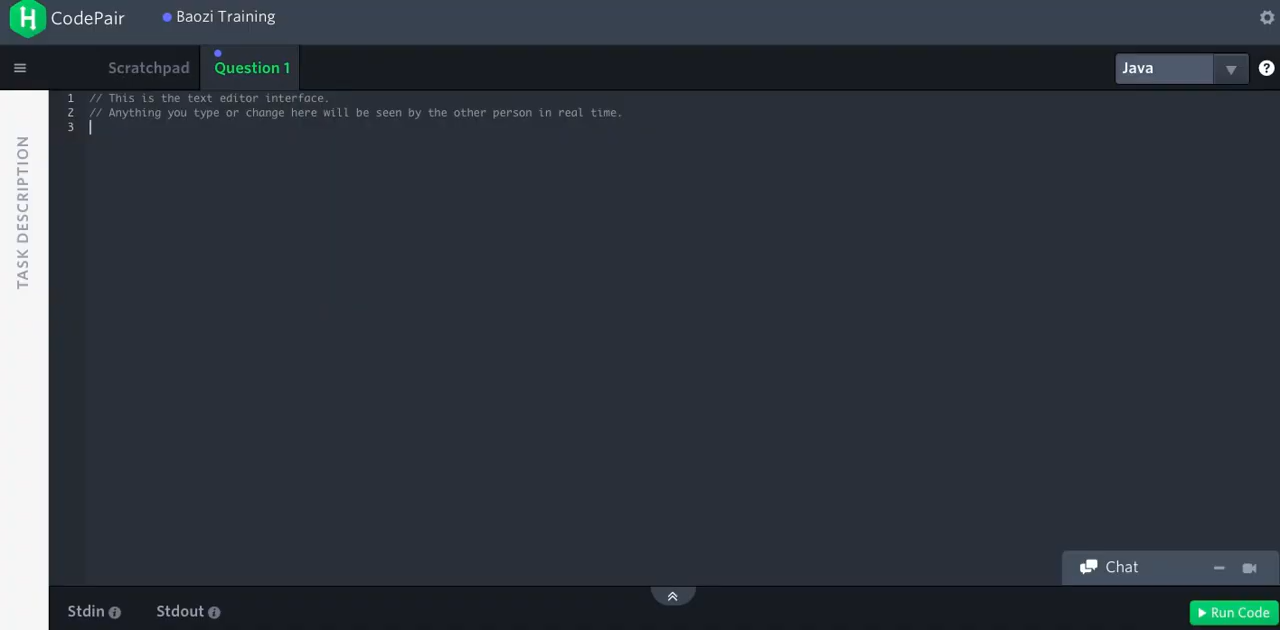 H CodePair
Baozi Training
Scratchpad
Question 1
Java
?
TASK DESCRIPTION
1 // This is the text editor interface.
2 // Anything you type or change here will be seen by the other person in real time.
3
Chat
Stdin i
Stdout i
Run Code